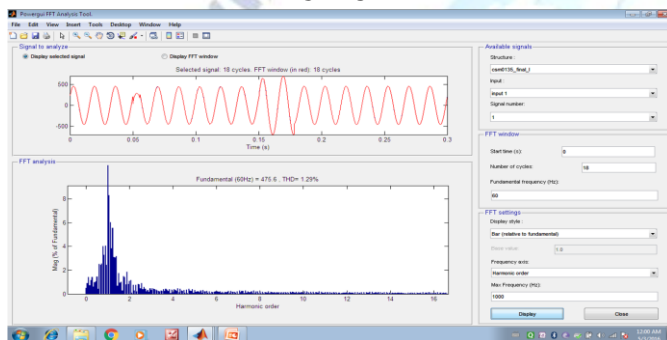 Powergui FFT Analysis Tool.
File Edit View Insert Tools Desktop Window Help
Signal to analyze
Display selected signal
Display FFT window
Selected signal: 18 cycles. FFT window (in red): 18 cycles
500
0
-500
0 0.05 0.1 0.15 0.2 0.25 0.3
Time (s)
FFT analysis
Fundamental (60Hz) = 475.6 , THD= 1.29%
Mag (% of Fundamental)
8
6
4
2
0
0 2 4 6 8 10 12 14 16
Harmonic order
Available signals
Structure :
Input :
input 1
Signal number:
1
FFT window
Start time (s):
0
Number of cycles:
18
Fundamental frequency (Hz):
60
FFT settings
Display style :
Bar (relative to fundamental)
Base value
1.0
Frequency axis:
Harmonic order
Max Frequency (Hz):
1000
Display
Close
12:00 AM